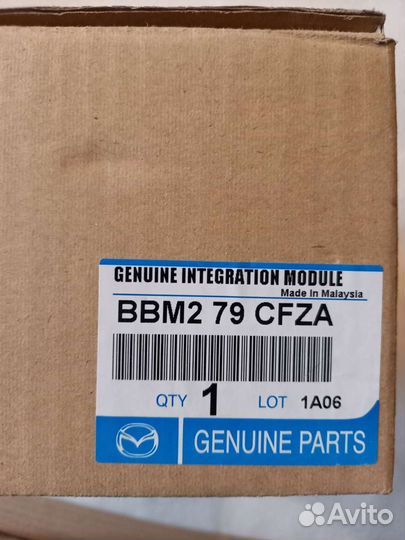 GENUINE INTEGRATION MODULE
Made In Malaysia
BBM2 79 CFZA
QTY 1 LOT 1A06
GENUINE PARTS
Avito